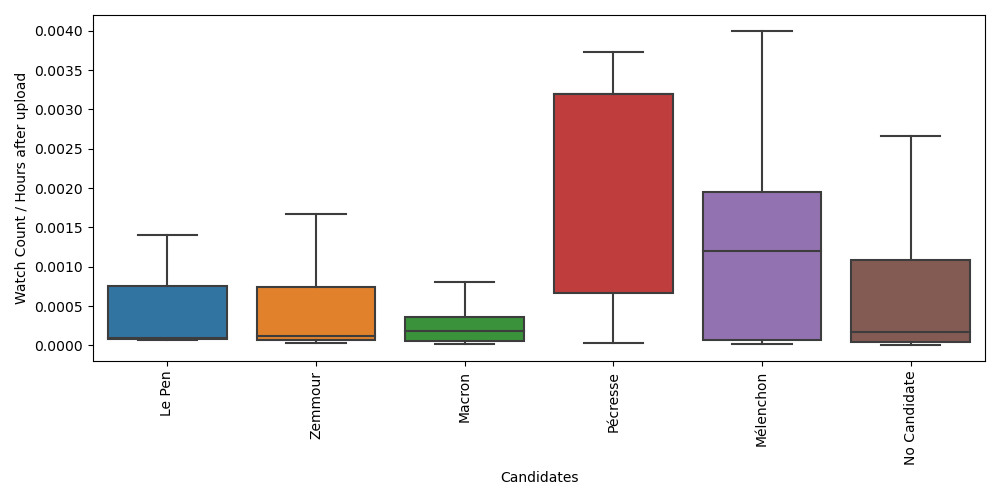 Watch Count / Hours after upload
0.0040
0.0035
0.0030
0.0025
0.0020
0.0015
0.0010
0.0005
0.0000
Le Pen
Zemmour
Macron
Pécresse
Mélenchon
No Candidate
Candidates